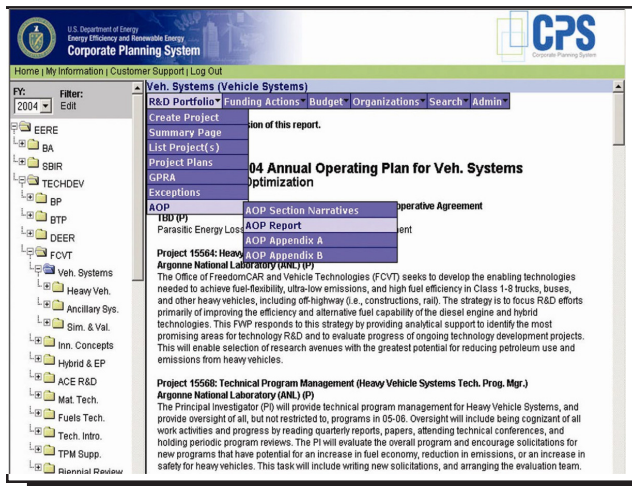 U.S. Department of Energy
Energy Efficiency and Renewable Energy
Corporate Planning System
CPS
Corporate Planning System
Home | My Information | Customer Support | Log Out
FY:
Filter:
2004
Edit
EERE
BA
SBIR
TECHDEV
BP
BTP
DEER
FCVT
Veh. Systems
Heavy Veh.
Ancillary Sys.
Sim. & Val.
Inn. Concepts
Hybrid & EP
ACE R&D
Mat. Tech.
Fuels Tech.
Tech. Intro.
TPM Supp.
Biennial Review
Veh. Systems (Vehicle Systems)
R&D Portfolio Funding Actions Budget Organizations Search Admin
Create Project
Summary Page
List Project(s)
Project Plans
GPRA
Exceptions
AOP
AOP Section Narratives
AOP Report
AOP Appendix A
AOP Appendix B
sion of this report.
04 Annual Operating Plan for Veh. Systems
Optimization
operative Agreement
TBD (P)
Parasitic Energy Loss
ent
Project 15564: Heavy
Argonne National Laboratory (ANL) (P)
The Office of FreedomCAR and Vehicle Technologies (FCVT) seeks to develop the enabling technologies
needed to achieve fuel-flexibility, ultra-low emissions, and high fuel efficiency in Class 1-8 trucks, buses,
and other heavy vehicles, including off-highway (i.e., constructions, rail). The strategy is to focus R&D efforts
primarily of improving the efficiency and alternative fuel capability of the diesel engine and hybrid
technologies. This FWP responds to this strategy by providing analytical support to identify the most
promising areas for technology R&D and to evaluate progress of ongoing technology development projects.
This will enable selection of research avenues with the greatest potential for reducing petroleum use and
emissions from heavy vehicles.
Project 15568: Technical Program Management (Heavy Vehicle Systems Tech. Prog. Mgr.)
Argonne National Laboratory (ANL) (P)
The Principal Investigator (PI) will provide technical program management for Heavy Vehicle Systems, and
provide oversight of all, but not restricted to, programs in 05-06. Oversight will include being cognizant of all
work activities and progress by reading quarterly reports, papers, attending technical conferences, and
holding periodic program reviews. The PI will evaluate the overall program and encourage solicitations for
new programs that have potential for an increase in fuel economy, reduction in emissions, or an increase in
safety for heavy vehicles. This task will include writing new solicitations, and arranging the evaluation team.